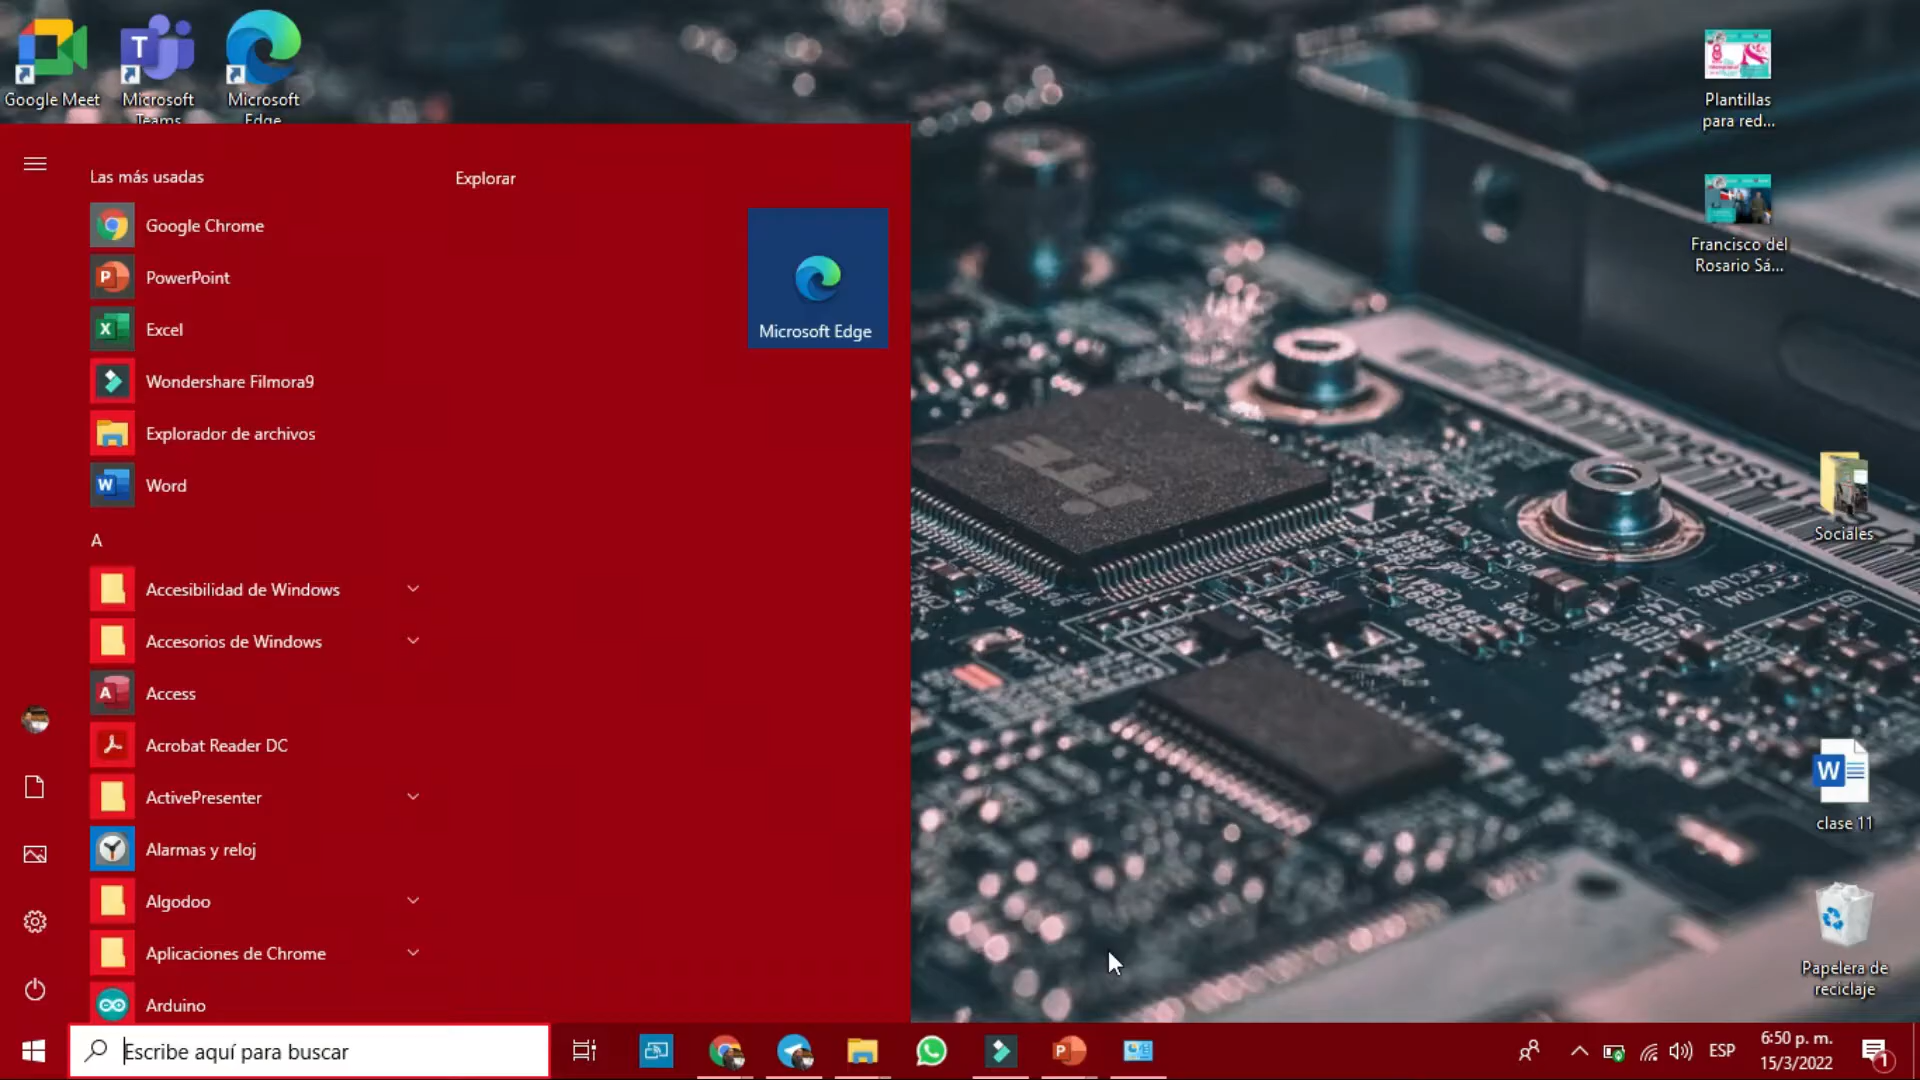 Google Meet
Microsoft
Teams
Microsoft
Edge
Plantillas
para red...
Francisco del
Rosario Sá...
Sociales
clase 11
Papelera de
reciclaje
Las más usadas
Google Chrome
PowerPoint
Excel
Wondershare Filmora9
Explorador de archivos
Word
A
Accesibilidad de Windows
Accesorios de Windows
Access
Acrobat Reader DC
ActivePresenter
Alarmas y reloj
Algodoo
Aplicaciones de Chrome
Arduino
Explorar
Microsoft Edge
Escribe aquí para buscar
ESP
6:50 p. m.
15/3/2022
1